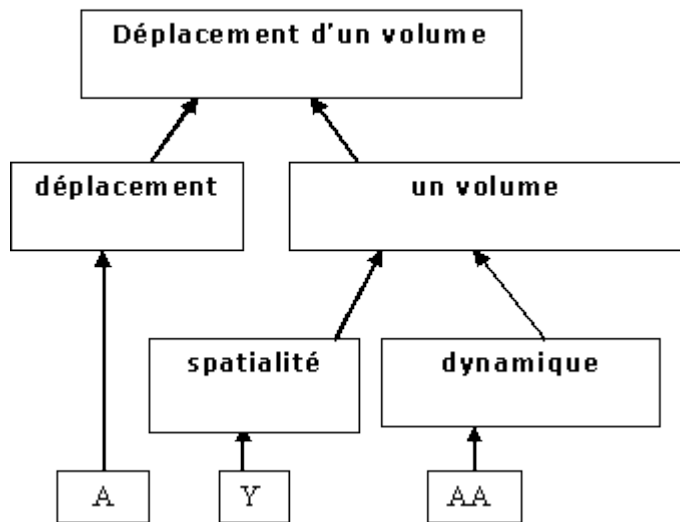 Déplacement d'un volume
déplacement
un volume
spatialité
dynamique
A
Y
AA